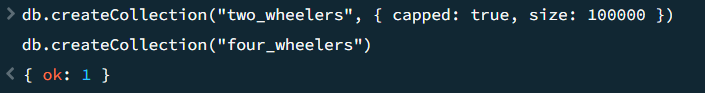 > db.createCollection("two_wheelers", { capped: true, size: 100000 })
db.createCollection("four_wheelers")
< { ok: 1 }